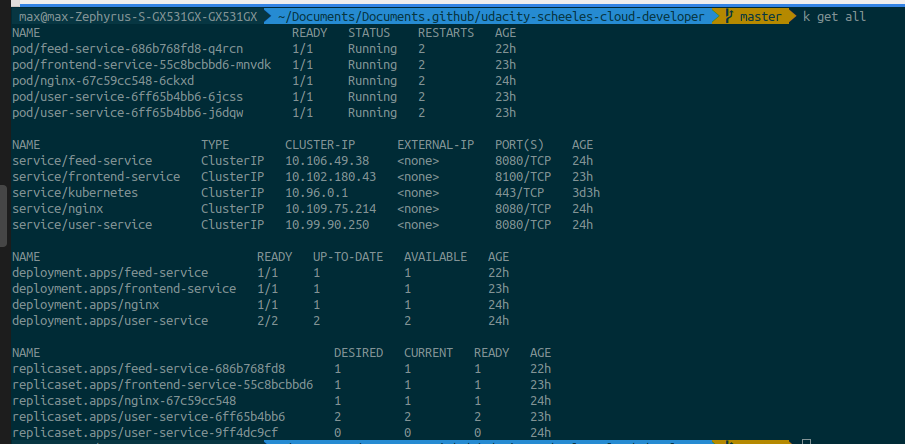 max@max-Zephyrus-S-GX531GX-GX531GX ~/Documents/Documents.github/udacity-scheeles-cloud-developer master k get all
NAME READY STATUS RESTARTS AGE
pod/feed-service-686b768fd8-q4rcn 1/1 Running 2 22h
pod/frontend-service-55c8bcbbd6-mnvdk 1/1 Running 2 23h
pod/nginx-67c59cc548-6ckxd 1/1 Running 2 24h
pod/user-service-6ff65b4bb6-6jcss 1/1 Running 2 23h
pod/user-service-6ff65b4bb6-j6dqw 1/1 Running 2 23h
NAME TYPE CLUSTER-IP EXTERNAL-IP PORT(S) AGE
service/feed-service ClusterIP 10.106.49.38 <none> 8080/TCP 24h
service/frontend-service ClusterIP 10.102.180.43 <none> 8100/TCP 23h
service/kubernetes ClusterIP 10.96.0.1 <none> 443/TCP 3d3h
service/nginx ClusterIP 10.109.75.214 <none> 8080/TCP 24h
service/user-service ClusterIP 10.99.90.250 <none> 8080/TCP 24h
NAME READY UP-TO-DATE AVAILABLE AGE
deployment.apps/feed-service 1/1 1 1 22h
deployment.apps/frontend-service 1/1 1 1 23h
deployment.apps/nginx 1/1 1 1 24h
deployment.apps/user-service 2/2 2 2 24h
NAME DESIRED CURRENT READY AGE
replicaset.apps/feed-service-686b768fd8 1 1 1 22h
replicaset.apps/frontend-service-55c8bcbbd6 1 1 1 23h
replicaset.apps/nginx-67c59cc548 1 1 1 24h
replicaset.apps/user-service-6ff65b4bb6 2 2 2 23h
replicaset.apps/user-service-9ff4dc9cf 0 0 0 24h